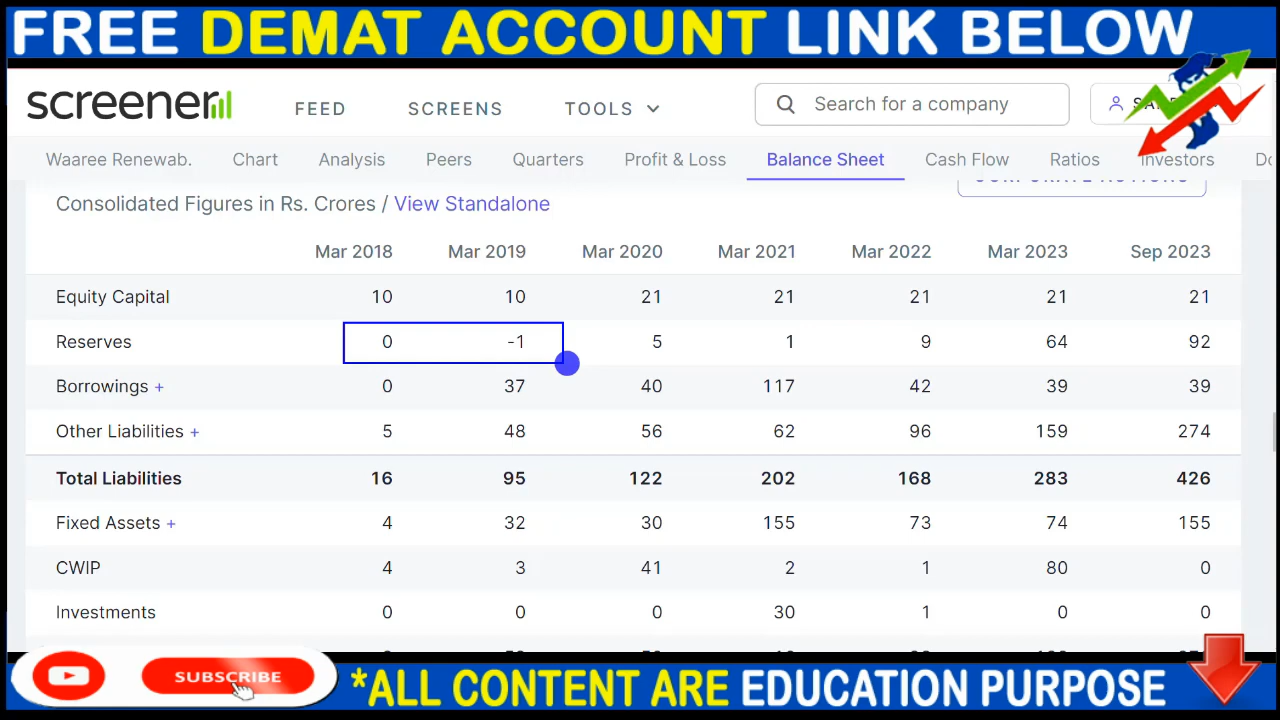 FREE DEMAT ACCOUNT LINK BELOW
screener FEED SCREENS TOOLS Search for a company
Waaree Renewab. Chart Analysis Peers Quarters Profit & Loss Balance Sheet Cash Flow Ratios Investors
CORPORATE ACTIONS
Consolidated Figures in Rs. Crores / View Standalone
Mar 2018 Mar 2019 Mar 2020 Mar 2021 Mar 2022 Mar 2023 Sep 2023
Equity Capital 10 10 21 21 21 21 21
Reserves 0 -1 5 1 9 64 92
Borrowings + 0 37 40 117 42 39 39
Other Liabilities + 5 48 56 62 96 159 274
Total Liabilities 16 95 122 202 168 283 426
Fixed Assets + 4 32 30 155 73 74 155
CWIP 4 3 41 2 1 80 0
Investments 0 0 0 30 1 0 0
SUBSCRIBE
*ALL CONTENT ARE EDUCATION PURPOSE